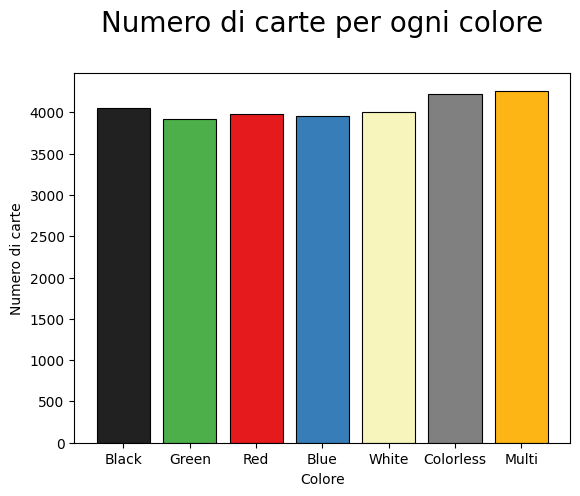 Numero di carte per ogni colore
Numero di carte
4000
3500
3000
2500
2000
1500
1000
500
0
Black Green Red Blue White Colorless Multi
Colore